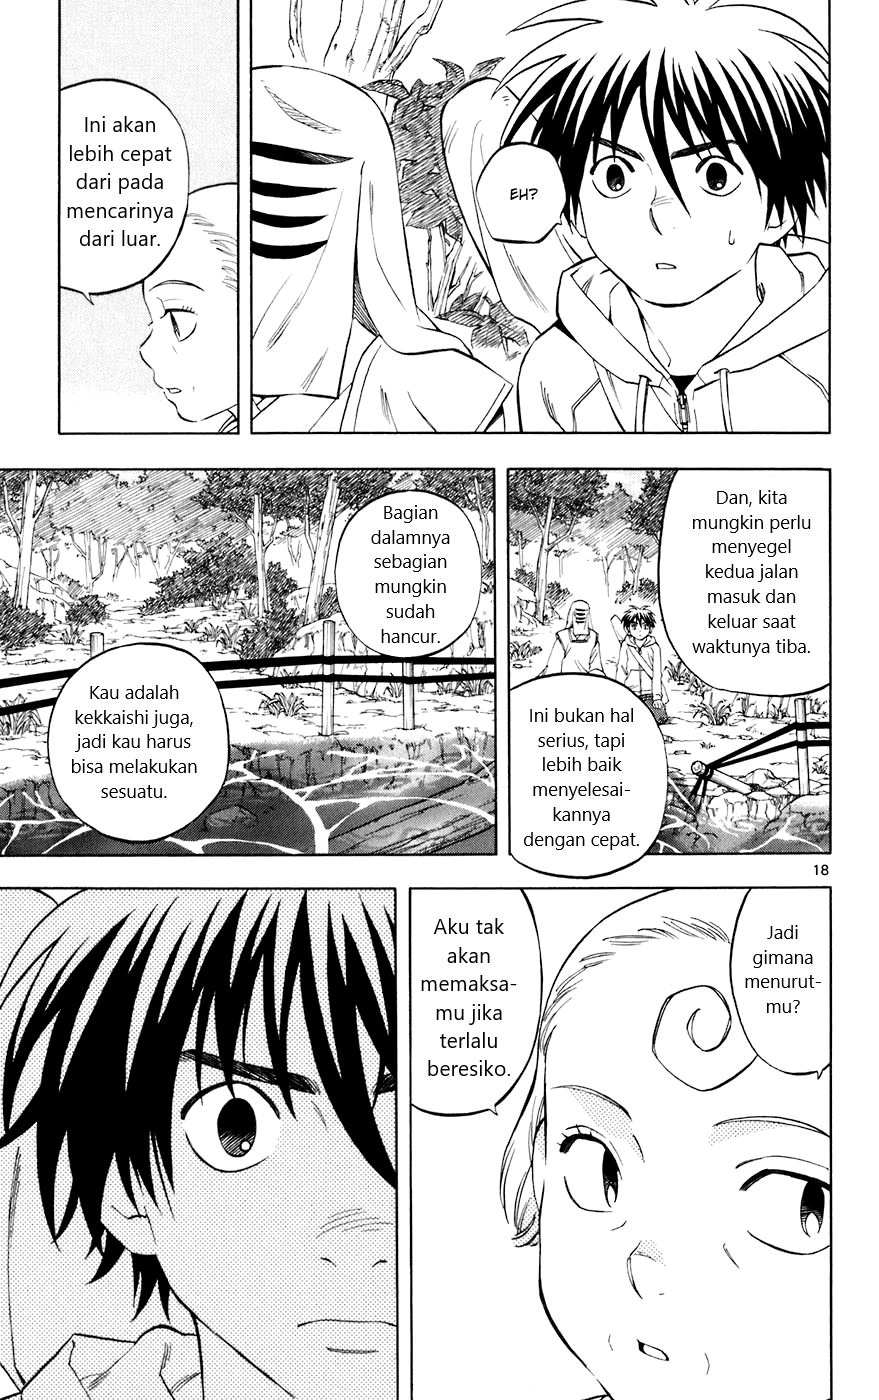 EH?
Ini akan
lebih cepat
dari pada
mencarinya
dari luar.
Dan, kita
mungkin perlu
menyegel
kedua jalan
masuk dan
keluar saat
waktunya tiba.
Ini bukan hal
serius, tapi
lebih baik
menyelesai-
kannya
dengan cepat.
Bagian
dalamnya
sebagian
mungkin
sudah
hancur.
Kau adalah
kekkaishi juga,
jadi kau harus
bisa melakukan
sesuatu.
18
Jadi
gimana
menurut-
mu?
Aku tak
akan
memaksa-
mu jika
terlalu
beresiko.